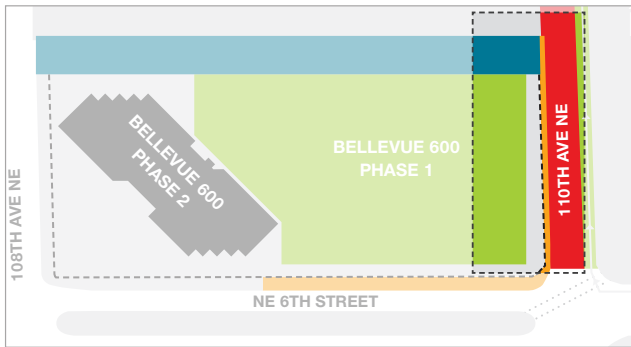 BELLEVUE 600
PHASE 2
BELLEVUE 600
PHASE 1
110TH AVE NE
108TH AVE NE
NE 6TH STREET